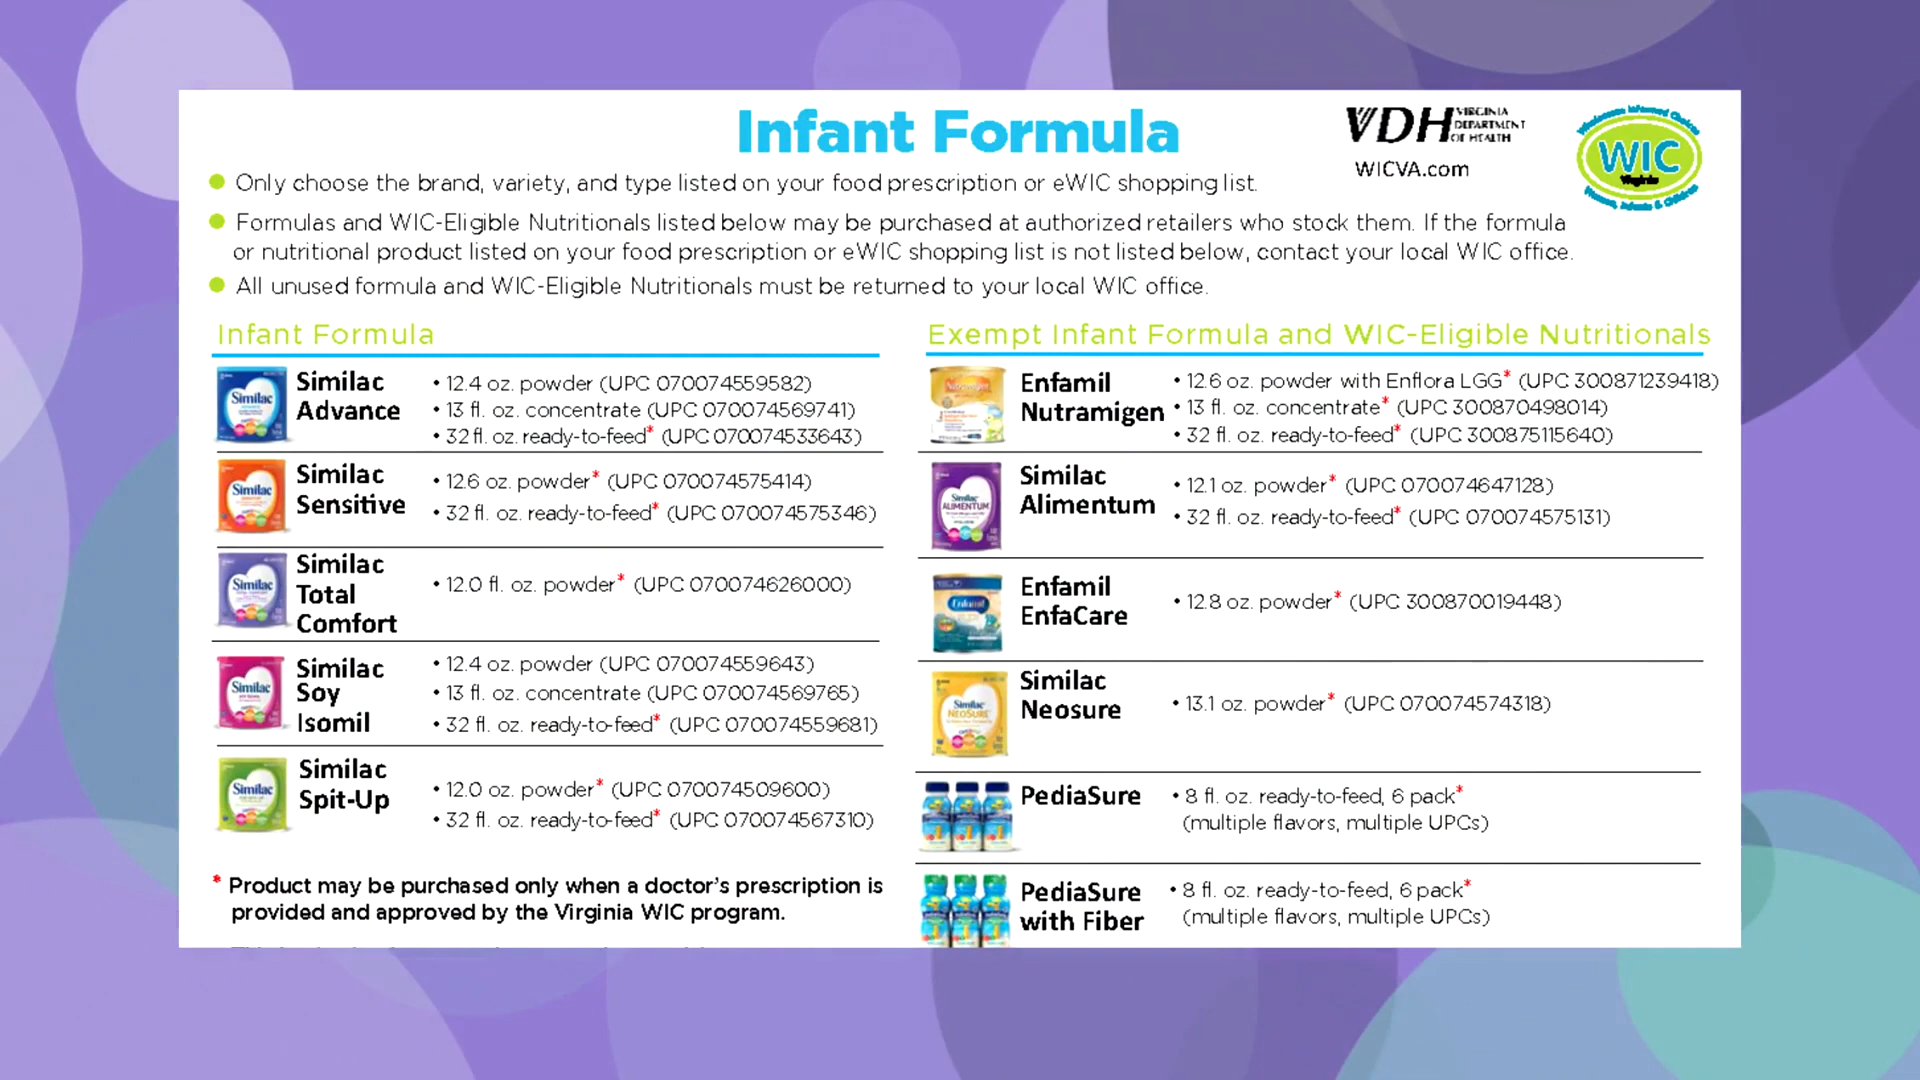 Infant Formula
VDH VIRGINIA
DEPARTMENT
OF HEALTH
WICVA.com
WIC
Virginia
• Only choose the brand, variety, and type listed on your food prescription or eWIC shopping list.
• Formulas and WIC-Eligible Nutritionals listed below may be purchased at authorized retailers who stock them. If the formula
or nutritional product listed on your food prescription or eWIC shopping list is not listed below, contact your local WIC office.
• All unused formula and WIC-Eligible Nutritionals must be returned to your local WIC office.
Infant Formula
Similac
Advance
• 12.4 oz. powder (UPC 070074559582)
• 13 fl. oz. concentrate (UPC 070074569741)
• 32 fl. oz. ready-to-feed* (UPC 070074533643)
Similac
Sensitive
• 12.6 oz. powder* (UPC 070074575414)
• 32 fl. oz. ready-to-feed* (UPC 070074575346)
Similac
Total
Comfort
• 12.0 fl. oz. powder* (UPC 070074626000)
Similac
Soy
Isomil
• 12.4 oz. powder (UPC 070074559643)
• 13 fl. oz. concentrate (UPC 070074569765)
• 32 fl. oz. ready-to-feed* (UPC 070074559681)
Similac
Spit-Up
• 12.0 oz. powder* (UPC 070074509600)
• 32 fl. oz. ready-to-feed* (UPC 070074567310)
* Product may be purchased only when a doctor's prescription is
provided and approved by the Virginia WIC program.
Exempt Infant Formula and WIC-Eligible Nutritionals
Enfamil
Nutramigen
• 12.6 oz. powder with Enflora LGG* (UPC 300871239418)
• 13 fl. oz. concentrate* (UPC 300870498014)
• 32 fl. oz. ready-to-feed* (UPC 300875115640)
Similac
Alimentum
• 12.1 oz. powder* (UPC 070074647128)
• 32 fl. oz. ready-to-feed* (UPC 070074575131)
Enfamil
EnfaCare
• 12.8 oz. powder* (UPC 300870019448)
Similac
Neosure
• 13.1 oz. powder* (UPC 070074574318)
PediaSure
• 8 fl. oz. ready-to-feed, 6 pack*
(multiple flavors, multiple UPCs)
PediaSure
with Fiber
• 8 fl. oz. ready-to-feed, 6 pack*
(multiple flavors, multiple UPCs)
Similac
Similac
Similac
Similac
Similac
Nutramigen
Similac
ALIMENTUM
Enfamil
Similac
NEOSURE